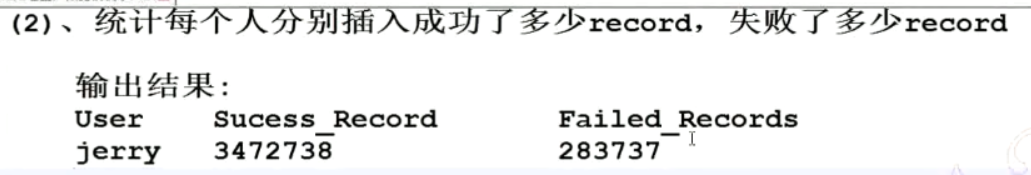 (2)、统计每个人分别插入成功了多少record，失败了多少record
输出结果:
User Sucess_Record Failed_Records
jerry 3472738 283737